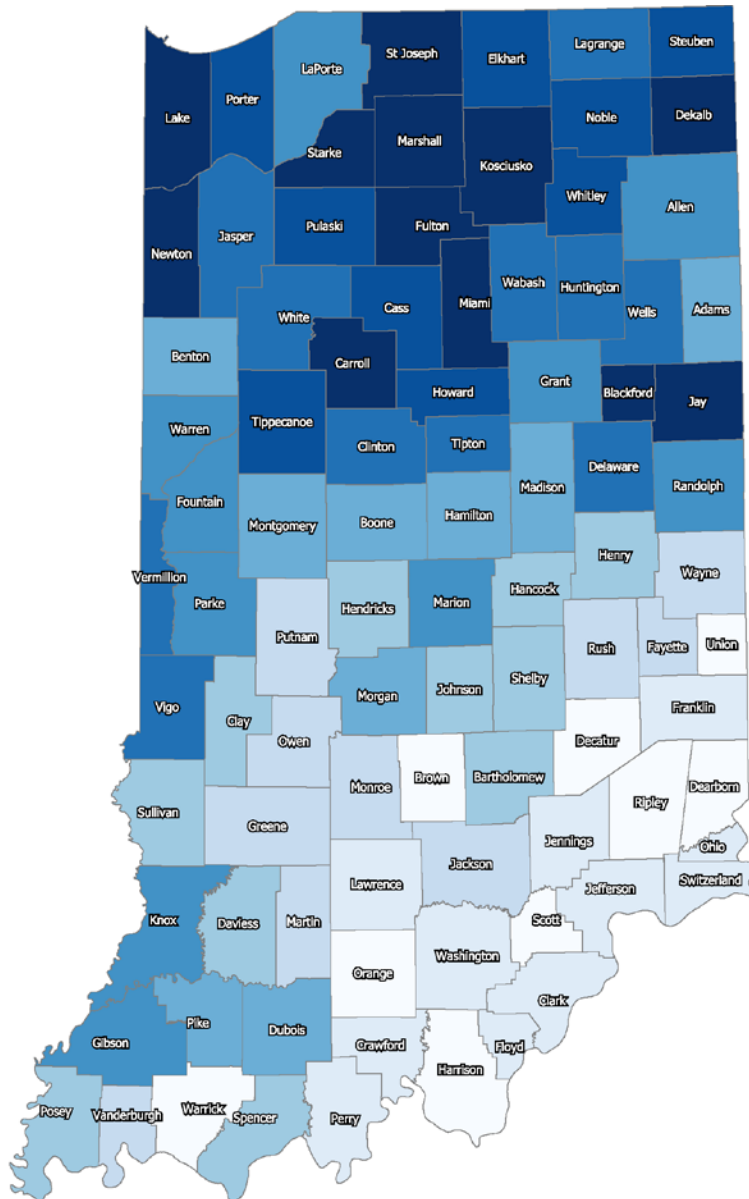 St Joseph
Elkhart
Lagrange
Steuben
LaPorte
Porter
Lake
Noble
Dekalb
Starke
Marshall
Kosciusko
Whitley
Allen
Newton
Jasper
Pulaski
Fulton
Wabash
Huntington
Miami
Cass
White
Wells
Adams
Benton
Carroll
Grant
Blackford
Jay
Howard
Warren
Tippecanoe
Clinton
Tipton
Delaware
Randolph
Madison
Fountain
Montgomery
Boone
Hamilton
Henry
Wayne
Vermillion
Parke
Putnam
Hendricks
Marion
Hancock
Rush
Fayette
Union
Shelby
Johnson
Morgan
Vigo
Clay
Owen
Franklin
Decatur
Monroe
Brown
Bartholomew
Ripley
Dearborn
Sullivan
Greene
Jackson
Jennings
Ohio
Lawrence
Switzerland
Jefferson
Knox
Daviess
Martin
Scott
Orange
Washington
Clark
Gibson
Pike
Dubois
Crawford
Floyd
Harrison
Posey
Vanderburgh
Warrick
Spencer
Perry